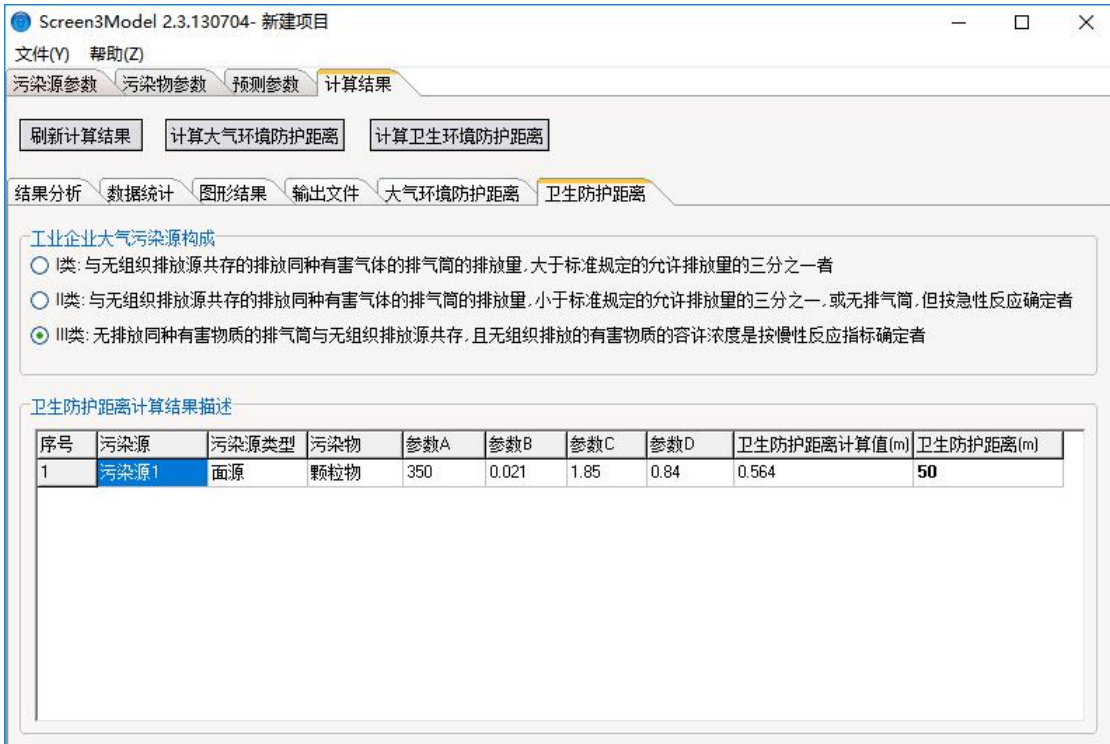 Screen3Model 2.3.130704- 新建项目
文件(Y) 帮助(Z)
污染源参数 污染物参数 预测参数 计算结果
刷新计算结果 计算大气环境防护距离 计算卫生环境防护距离
结果分析 数据统计 图形结果 输出文件 大气环境防护距离 卫生防护距离
工业企业大气污染源构成
I类: 与无组织排放源共存的排放同种有害气体的排气筒的排放量,大于标准规定的允许排放量的三分之一者
II类: 与无组织排放源共存的排放同种有害气体的排气筒的排放量,小于标准规定的允许排放量的三分之一,或无排气筒,但按急性反应确定者
III类: 无排放同种有害物质的排气筒与无组织排放源共存,且无组织排放的有害物质的容许浓度是按慢性反应指标确定者
卫生防护距离计算结果描述
序号 污染源 污染源类型 污染物 参数A 参数B 参数C 参数D 卫生防护距离计算值(m) 卫生防护距离(m)
1 污染源1 面源 颗粒物 350 0.021 1.85 0.84 0.564 50